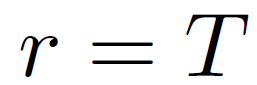 r = T